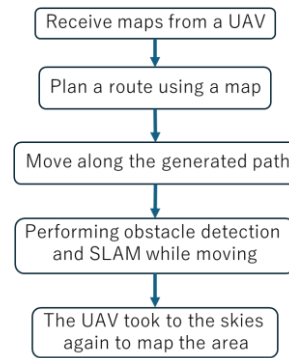 Receive maps from a UAV
Plan a route using a map
Move along the generated path
Performing obstacle detection
and SLAM while moving
The UAV took to the skies
again to map the area